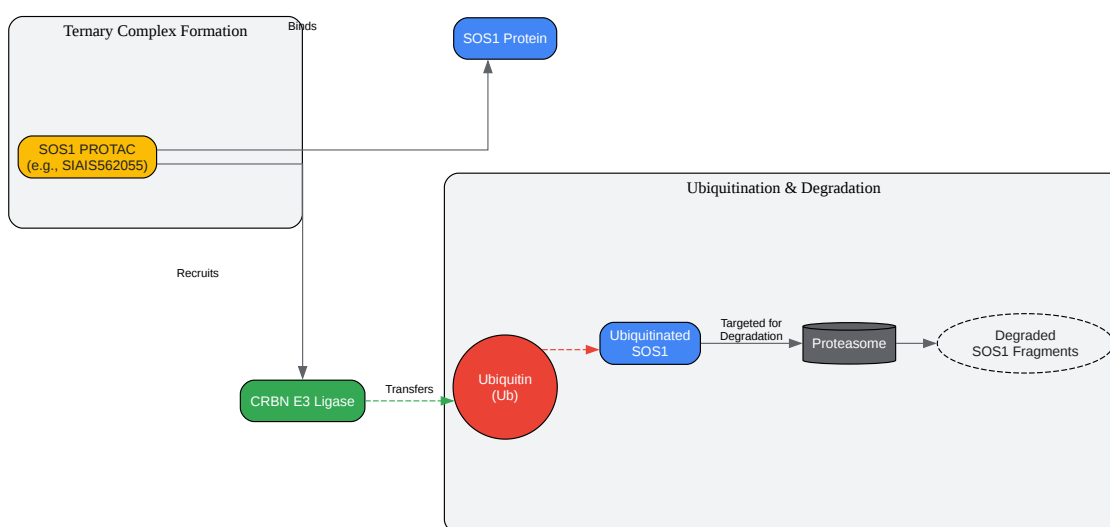 Ternary Complex Formation
Binds
SOS1 Protein
SOS1 PROTAC
(e.g., SIAIS562055)
Ubiquitination & Degradation
Recruits
Targeted for
Degradation
Ubiquitinated
SOS1
Proteasome
Degraded
SOS1 Fragments
Ubiquitin
(Ub)
CRBN E3 Ligase
Transfers